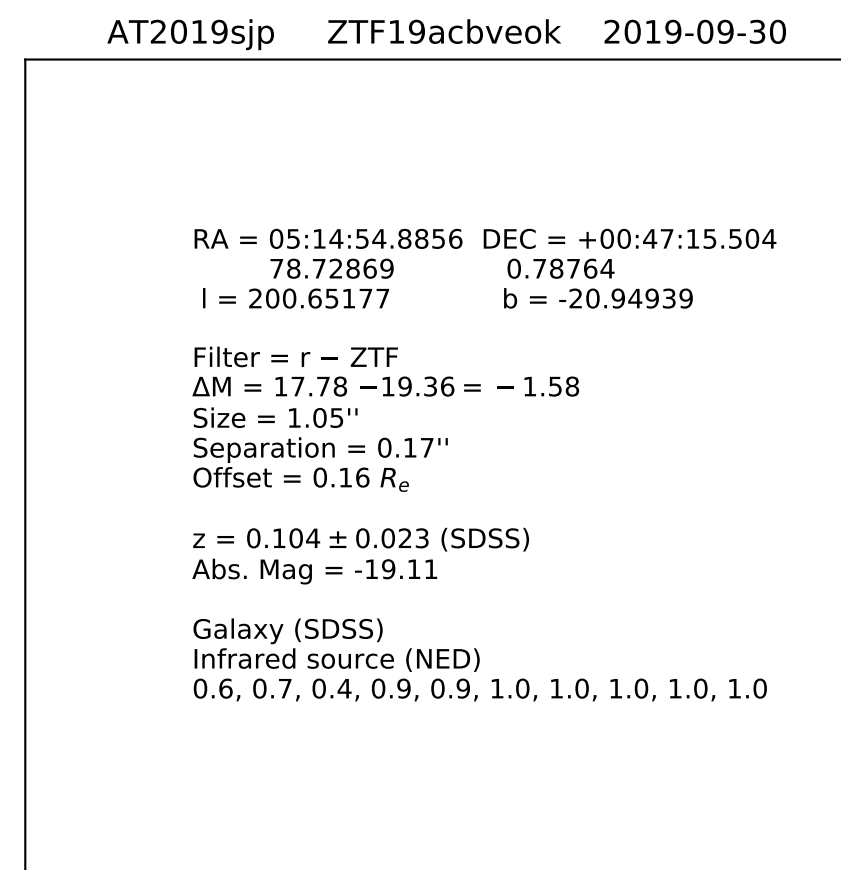 AT2019sjp ZTF19acbveok 2019-09-30
RA = 05:14:54.8856 DEC = +00:47:15.504
78.72869 0.78764
l = 200.65177 b = -20.94939
Filter = r − ZTF
ΔM = 17.78 −19.36 = − 1.58
Size = 1.05''
Separation = 0.17''
Offset = 0.16 Rₑ
z = 0.104 ± 0.023 (SDSS)
Abs. Mag = -19.11
Galaxy (SDSS)
Infrared source (NED)
0.6, 0.7, 0.4, 0.9, 0.9, 1.0, 1.0, 1.0, 1.0, 1.0